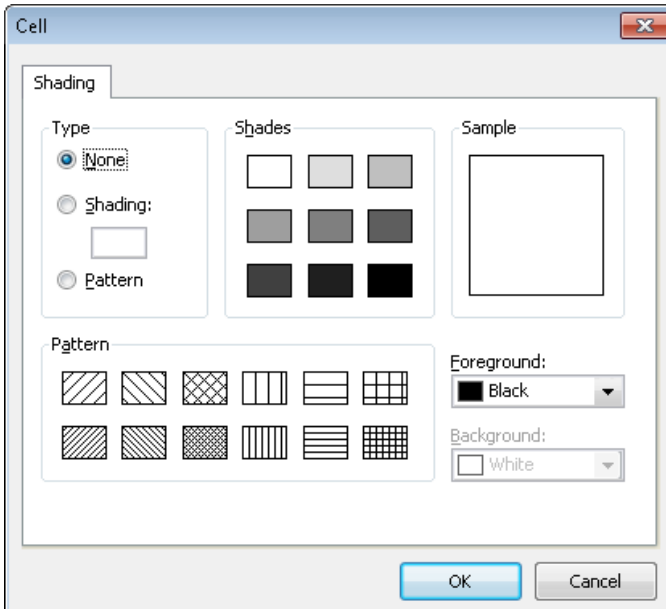 Cell
Shading
Type
Shades
Sample
None
Shading:
Pattern
Pattern
Foreground:
Black
Background:
White
OK
Cancel